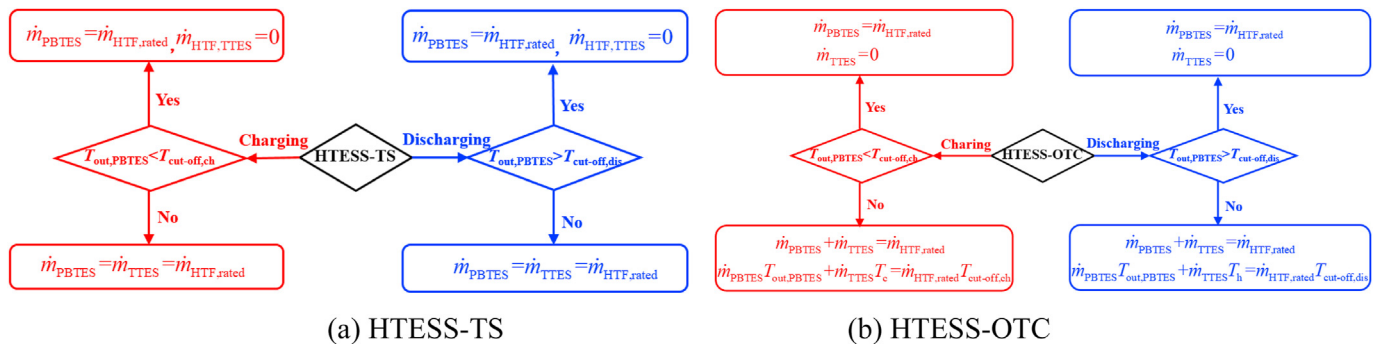 ṁPBTES=ṁHTF,rated, ṁHTF,TTES=0
Yes
Tout,PBTES<Tcut-off,ch
Charging
No
ṁPBTES=ṁTTES=ṁHTF,rated
HTESS-TS
ṁPBTES=ṁHTF,rated, ṁHTF,TTES=0
Yes
Discharging
Tout,PBTES>Tcut-off,dis
No
ṁPBTES=ṁTTES=ṁHTF,rated
(a) HTESS-TS
ṁPBTES=ṁHTF,rated
ṁTTES=0
Yes
Tout,PBTES<Tcut-off,ch
Charing
No
ṁPBTES+ṁTTES=ṁHTF,rated
ṁPBTESTout,PBTES+ṁTTESTc=ṁHTF,ratedTcut-off,ch
HTESS-OTC
ṁPBTES=ṁHTF,rated
ṁTTES=0
Yes
Discharging
Tout,PBTES>Tcut-off,dis
No
ṁPBTES+ṁTTES=ṁHTF,rated
ṁPBTESTout,PBTES+ṁTTESTh=ṁHTF,ratedTcut-off,dis
(b) HTESS-OTC